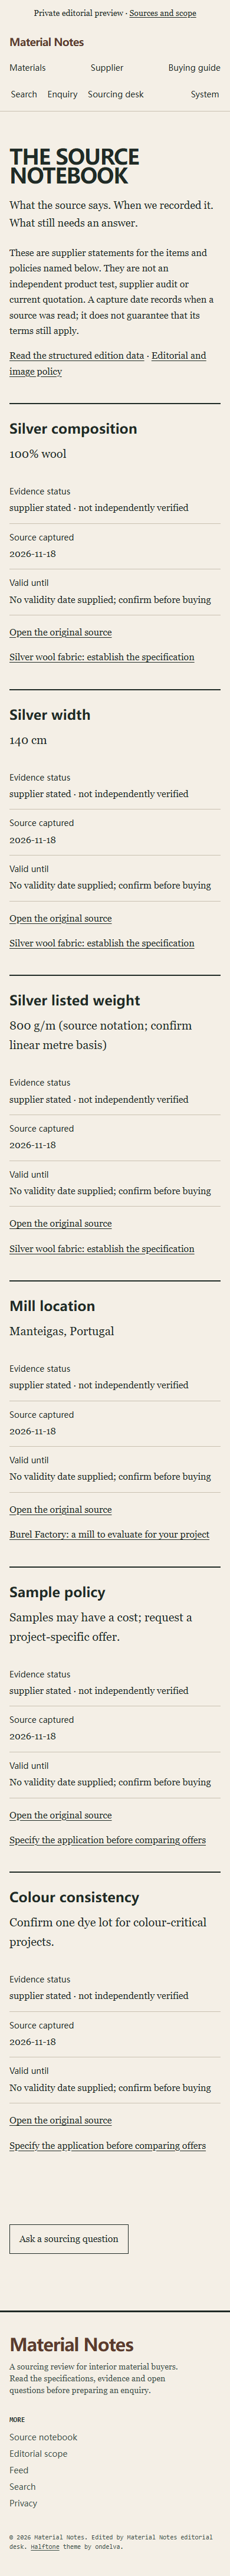 Private editorial preview · Sources and scope
Material Notes
Materials Supplier Buying guide
Search Enquiry Sourcing desk System
THE SOURCE
NOTEBOOK
What the source says. When we recorded it.
What still needs an answer.
These are supplier statements for the items and
policies named below. They are not an
independent product test, supplier audit or
current quotation. A capture date records when a
source was read; it does not guarantee that its
terms still apply.
Read the structured edition data · Editorial and
image policy
Silver composition
100% wool
Evidence status
supplier stated · not independently verified
Source captured
2026-11-18
Valid until
No validity date supplied; confirm before buying
Open the original source
Silver wool fabric: establish the specification
Silver width
140 cm
Evidence status
supplier stated · not independently verified
Source captured
2026-11-18
Valid until
No validity date supplied; confirm before buying
Open the original source
Silver wool fabric: establish the specification
Silver listed weight
800 g/m (source notation; confirm
linear metre basis)
Evidence status
supplier stated · not independently verified
Source captured
2026-11-18
Valid until
No validity date supplied; confirm before buying
Open the original source
Silver wool fabric: establish the specification
Mill location
Manteigas, Portugal
Evidence status
supplier stated · not independently verified
Source captured
2026-11-18
Valid until
No validity date supplied; confirm before buying
Open the original source
Burel Factory: a mill to evaluate for your project
Sample policy
Samples may have a cost; request a
project-specific offer.
Evidence status
supplier stated · not independently verified
Source captured
2026-11-18
Valid until
No validity date supplied; confirm before buying
Open the original source
Specify the application before comparing offers
Colour consistency
Confirm one dye lot for colour-critical
projects.
Evidence status
supplier stated · not independently verified
Source captured
2026-11-18
Valid until
No validity date supplied; confirm before buying
Open the original source
Specify the application before comparing offers
Ask a sourcing question
Material Notes
A sourcing review for interior material buyers.
Read the specifications, evidence and open
questions before preparing an enquiry.
MORE
Source notebook
Editorial scope
Feed
Search
Privacy
© 2026 Material Notes. Edited by Material Notes editorial
desk. Halftone theme by ondelva.